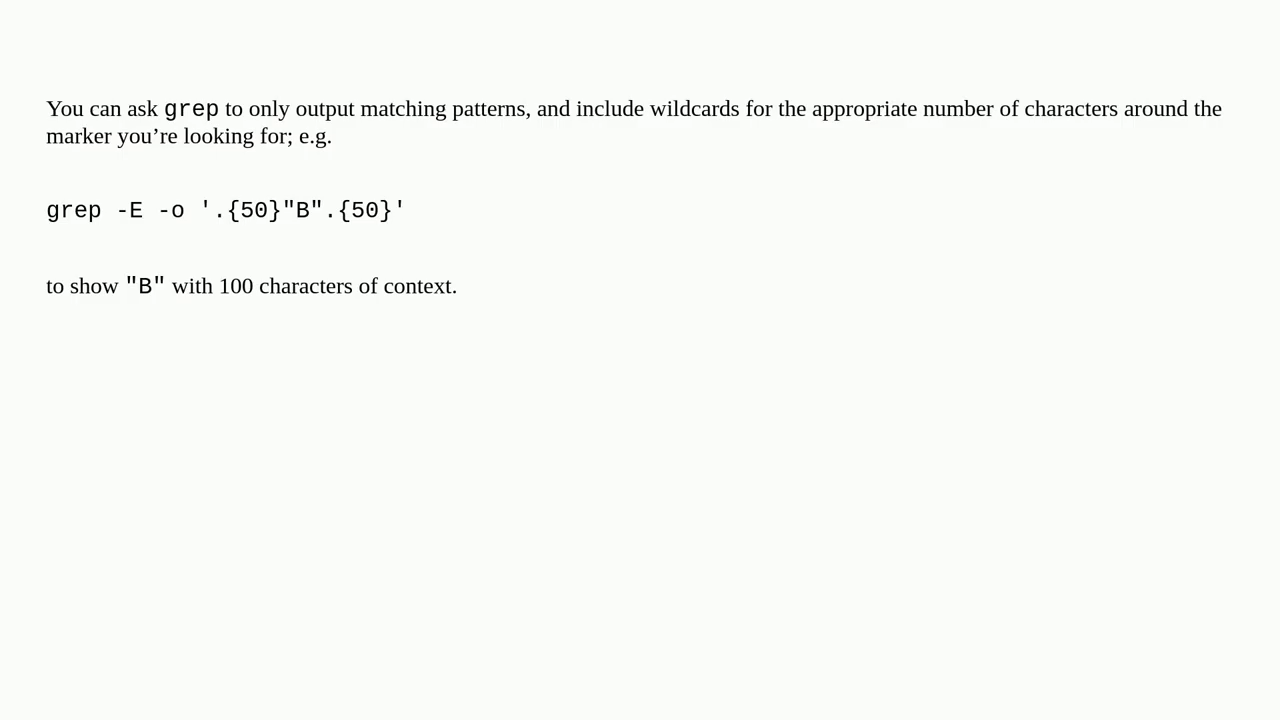 You can ask grep to only output matching patterns, and include wildcards for the appropriate number of characters around the
marker you’re looking for; e.g.
grep -E -o '.{50}"B".{50}'
to show "B" with 100 characters of context.